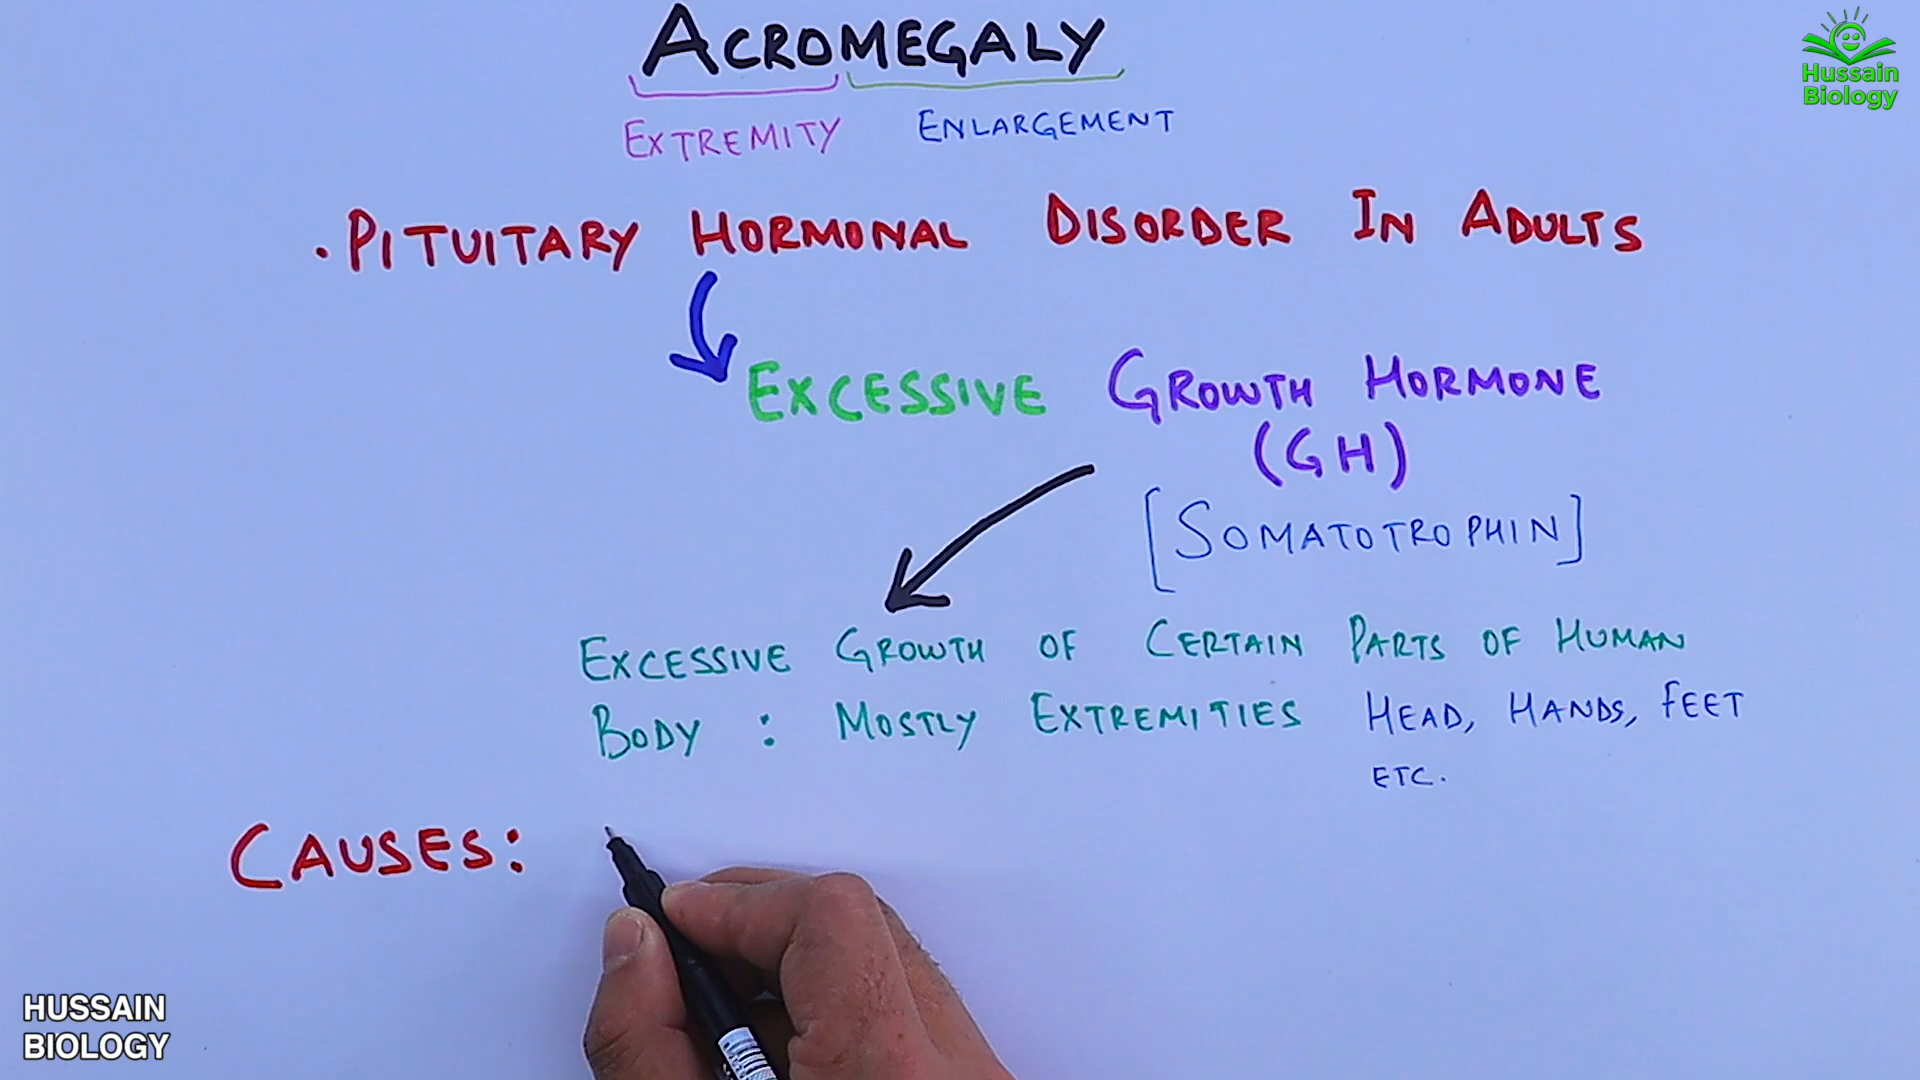 ACROMEGALY
EXTREMITY ENLARGEMENT
. PITUITARY HORMONAL DISORDER IN ADULTS
EXCESSIVE GROWTH HORMONE
(GH)
[SOMATOTROPHIN]
EXCESSIVE GROWTH OF CERTAIN PARTS OF HUMAN
BODY : MOSTLY EXTREMITIES HEAD, HANDS, FEET
ETC.
CAUSES:
Hussain
Biology
HUSSAIN
BIOLOGY